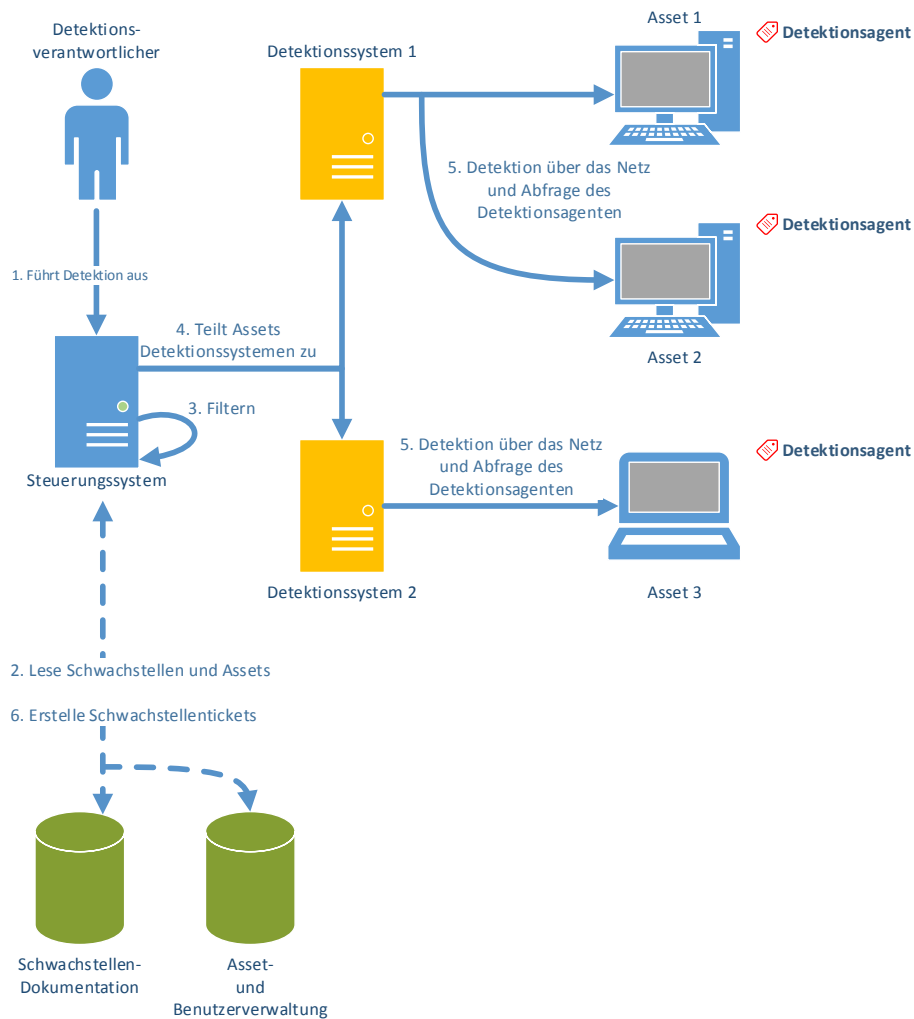 Detektions-
verantwortlicher
Detektionssystem 1
Asset 1
Detektionsagent
5. Detektion über das Netz
und Abfrage des
Detektionsagenten
Detektionsagent
Asset 2
1. Führt Detektion aus
4. Teilt Assets
Detektionssystemen zu
3. Filtern
Steuerungssystem
5. Detektion über das Netz
und Abfrage des
Detektionsagenten
Detektionsagent
Detektionssystem 2
Asset 3
2. Lese Schwachstellen und Assets
6. Erstelle Schwachstellentickets
Schwachstellen-
Dokumentation
Asset-
und
Benutzerverwaltung